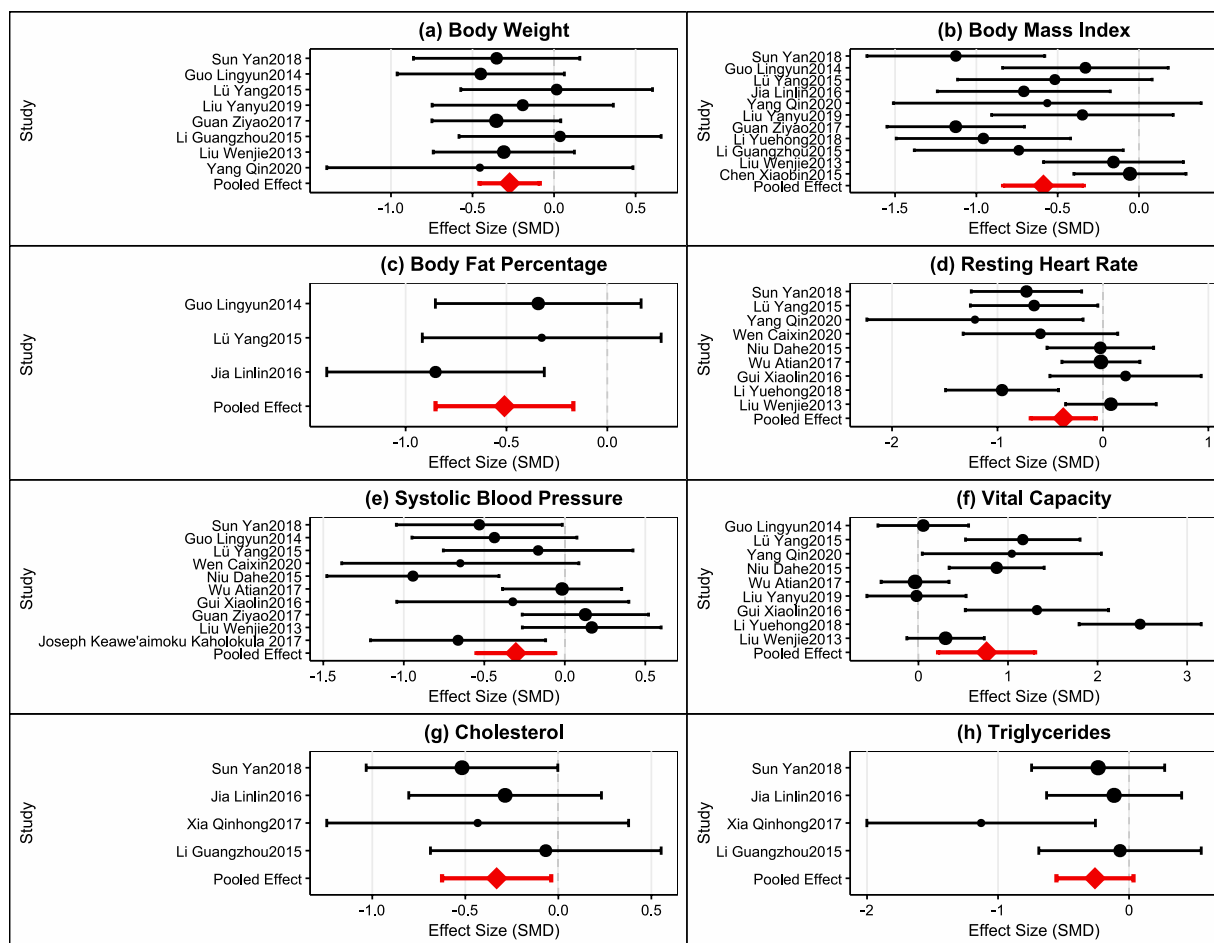 (a) Body Weight
Study
Sun Yan2018
Guo Lingyun2014
Lü Yang2015
Liu Yanyu2019
Guan Ziyao2017
Li Guangzhou2015
Liu Wenjie2013
Yang Qin2020
Pooled Effect
-1.0 -0.5 0.0 0.5
Effect Size (SMD)
(b) Body Mass Index
Study
Sun Yan2018
Guo Lingyun2014
Lü Yang2015
Jia Linlin2016
Yang Qin2020
Liu Yanyu2019
Guan Ziyao2017
Li Yuehong2018
Li Guangzhou2015
Liu Wenjie2013
Chen Xiaobin2015
Pooled Effect
-1.5 -1.0 -0.5 0.0
Effect Size (SMD)
(c) Body Fat Percentage
Study
Guo Lingyun2014
Lü Yang2015
Jia Linlin2016
Pooled Effect
-1.0 -0.5 0.0
Effect Size (SMD)
(d) Resting Heart Rate
Study
Sun Yan2018
Lü Yang2015
Yang Qin2020
Wen Caixin2020
Niu Dahe2015
Wu Atian2017
Gui Xiaolin2016
Li Yuehong2018
Liu Wenjie2013
Pooled Effect
-2 -1 0 1
Effect Size (SMD)
(e) Systolic Blood Pressure
Study
Sun Yan2018
Guo Lingyun2014
Lü Yang2015
Wen Caixin2020
Niu Dahe2015
Wu Atian2017
Gui Xiaolin2016
Guan Ziyao2017
Liu Wenjie2013
Joseph Keawe'aimoku Kaholokula 2017
Pooled Effect
-1.5 -1.0 -0.5 0.0 0.5
Effect Size (SMD)
(f) Vital Capacity
Study
Guo Lingyun2014
Lü Yang2015
Yang Qin2020
Niu Dahe2015
Wu Atian2017
Liu Yanyu2019
Gui Xiaolin2016
Li Yuehong2018
Liu Wenjie2013
Pooled Effect
0 1 2 3
Effect Size (SMD)
(g) Cholesterol
Study
Sun Yan2018
Jia Linlin2016
Xia Qinhong2017
Li Guangzhou2015
Pooled Effect
-1.0 -0.5 0.0 0.5
Effect Size (SMD)
(h) Triglycerides
Study
Sun Yan2018
Jia Linlin2016
Xia Qinhong2017
Li Guangzhou2015
Pooled Effect
-2 -1 0
Effect Size (SMD)